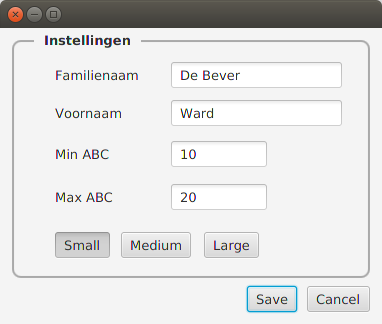 Instellingen
Familienaam De Bever
Voornaam Ward
Min ABC 10
Max ABC 20
Small Medium Large
Save Cancel